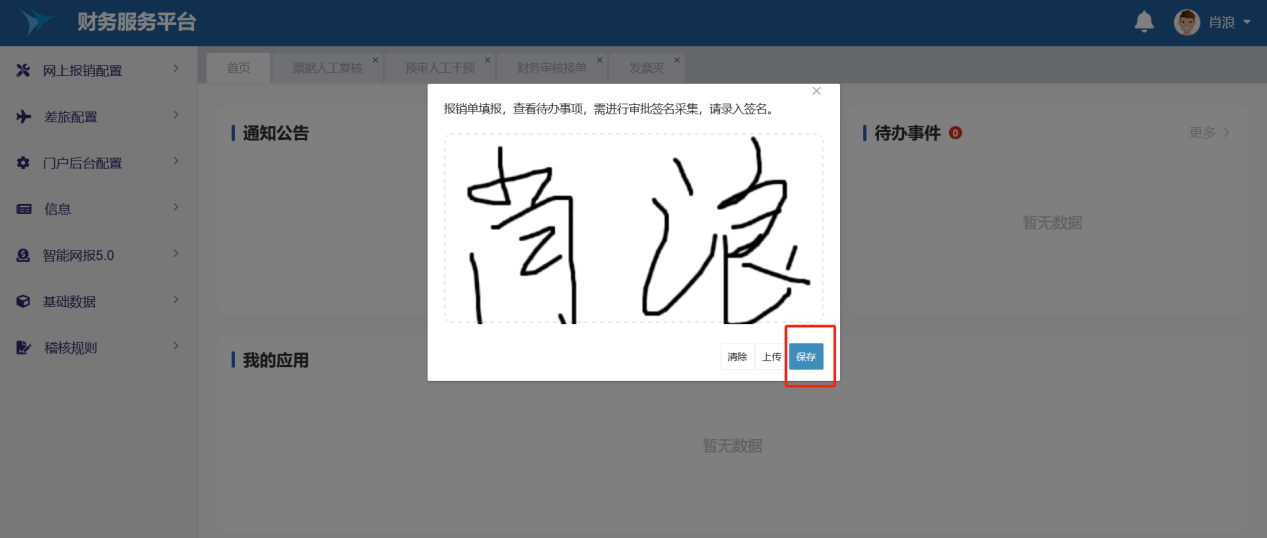 财务服务平台
肖浪
网上报销配置
差旅配置
门户后台配置
信息
智能网报5.0
基础数据
稽核规则
首页 票据人工复核 预审人工干预 财务审核接单 发票夹
报销单填报，查看待办事项，需进行审批签名采集，请录入签名。
肖 浪
清除 上传 保存
通知公告
待办事件 0 更多
暂无数据
我的应用
暂无数据